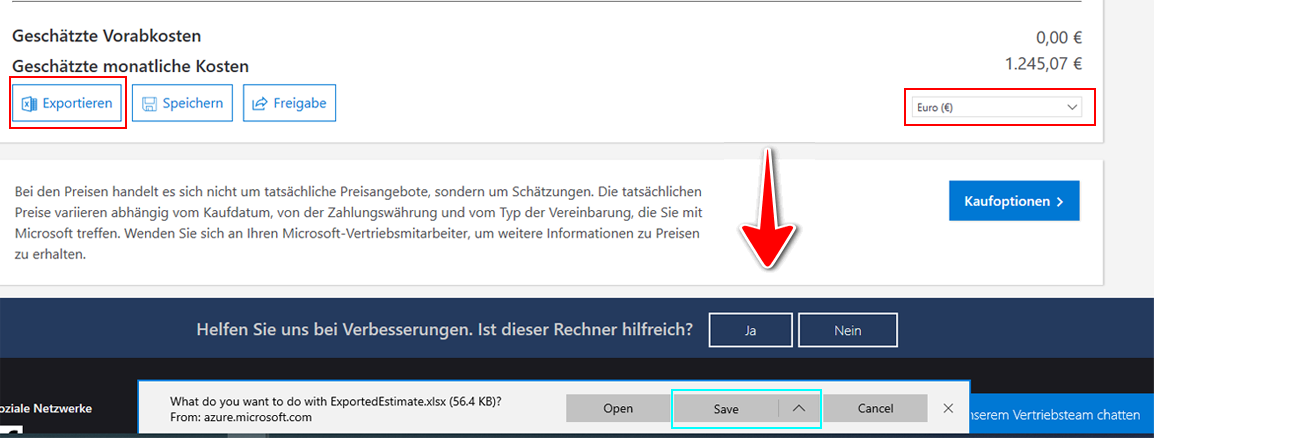 Geschätzte Vorabkosten 0,00 €
Geschätzte monatliche Kosten 1.245,07 €
Exportieren Speichern Freigabe Euro (€)
Bei den Preisen handelt es sich nicht um tatsächliche Preisangebote, sondern um Schätzungen. Die tatsächlichen
Preise variieren abhängig vom Kaufdatum, von der Zahlungswährung und vom Typ der Vereinbarung, die Sie mit
Microsoft treffen. Wenden Sie sich an Ihren Microsoft-Vertriebsmitarbeiter, um weitere Informationen zu Preisen
zu erhalten.
Kaufoptionen
Helfen Sie uns bei Verbesserungen. Ist dieser Rechner hilfreich? Ja Nein
oziale Netzwerke
What do you want to do with ExportedEstimate.xlsx (56.4 KB)?
From: azure.microsoft.com
Open Save Cancel
nserem Vertriebsteam chatten